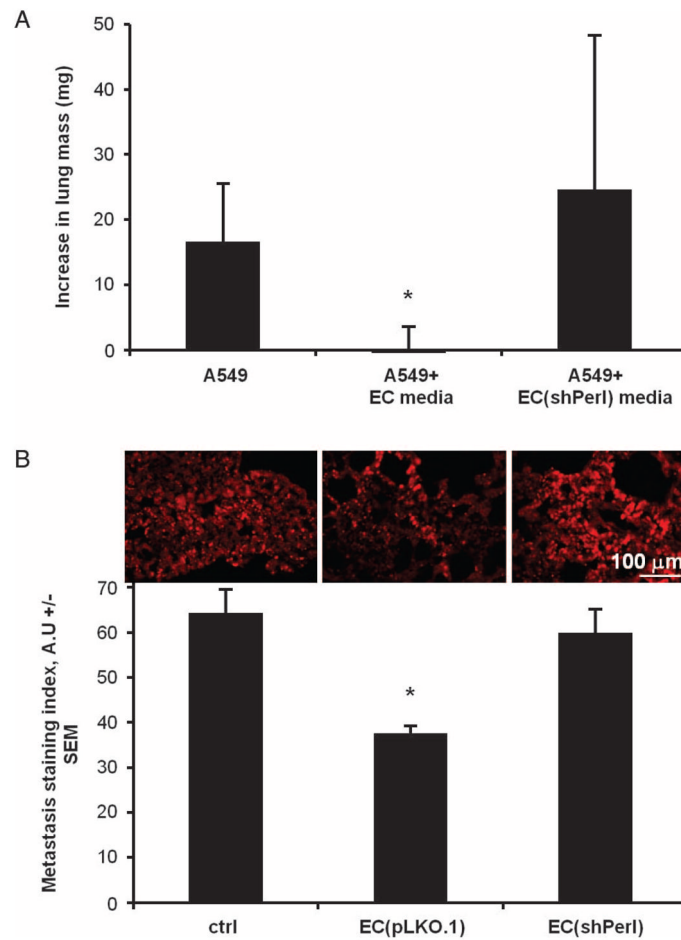 A
Increase in lung mass (mg)
50
40
30
20
10
0
*
A549
A549+
EC media
A549+
EC(shPerl) media
B
100 μm
Metastasis staining index, A.U +/-
SEM
70
60
50
40
30
20
10
0
*
ctrl
EC(pLKO.1)
EC(shPerl)